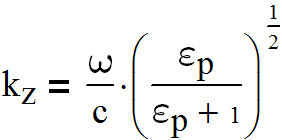 k_z = ω/c · (ε_p / (ε_p + 1))^(1/2)